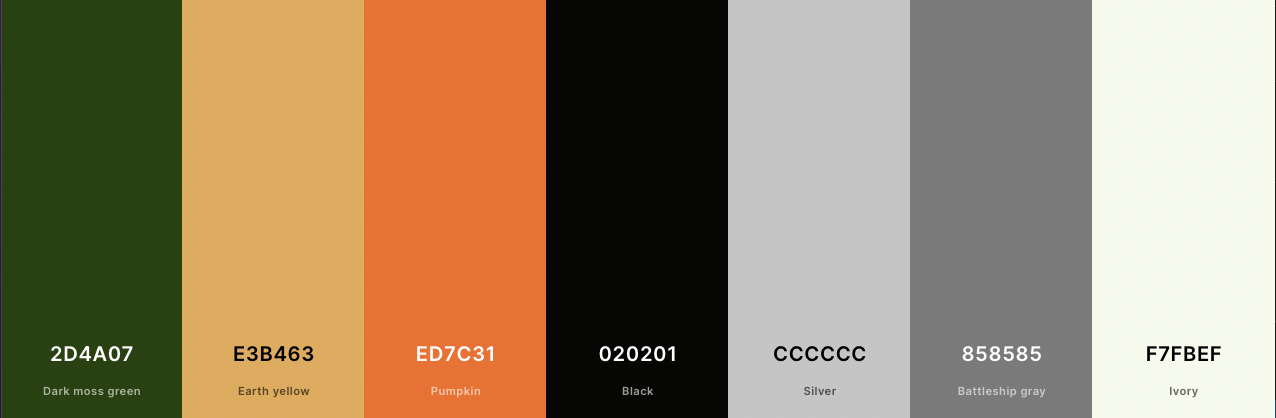 2D4A07
Dark moss green
E3B463
Earth yellow
ED7C31
Pumpkin
020201
Black
CCCCCC
Silver
858585
Battleship gray
F7FBEF
Ivory